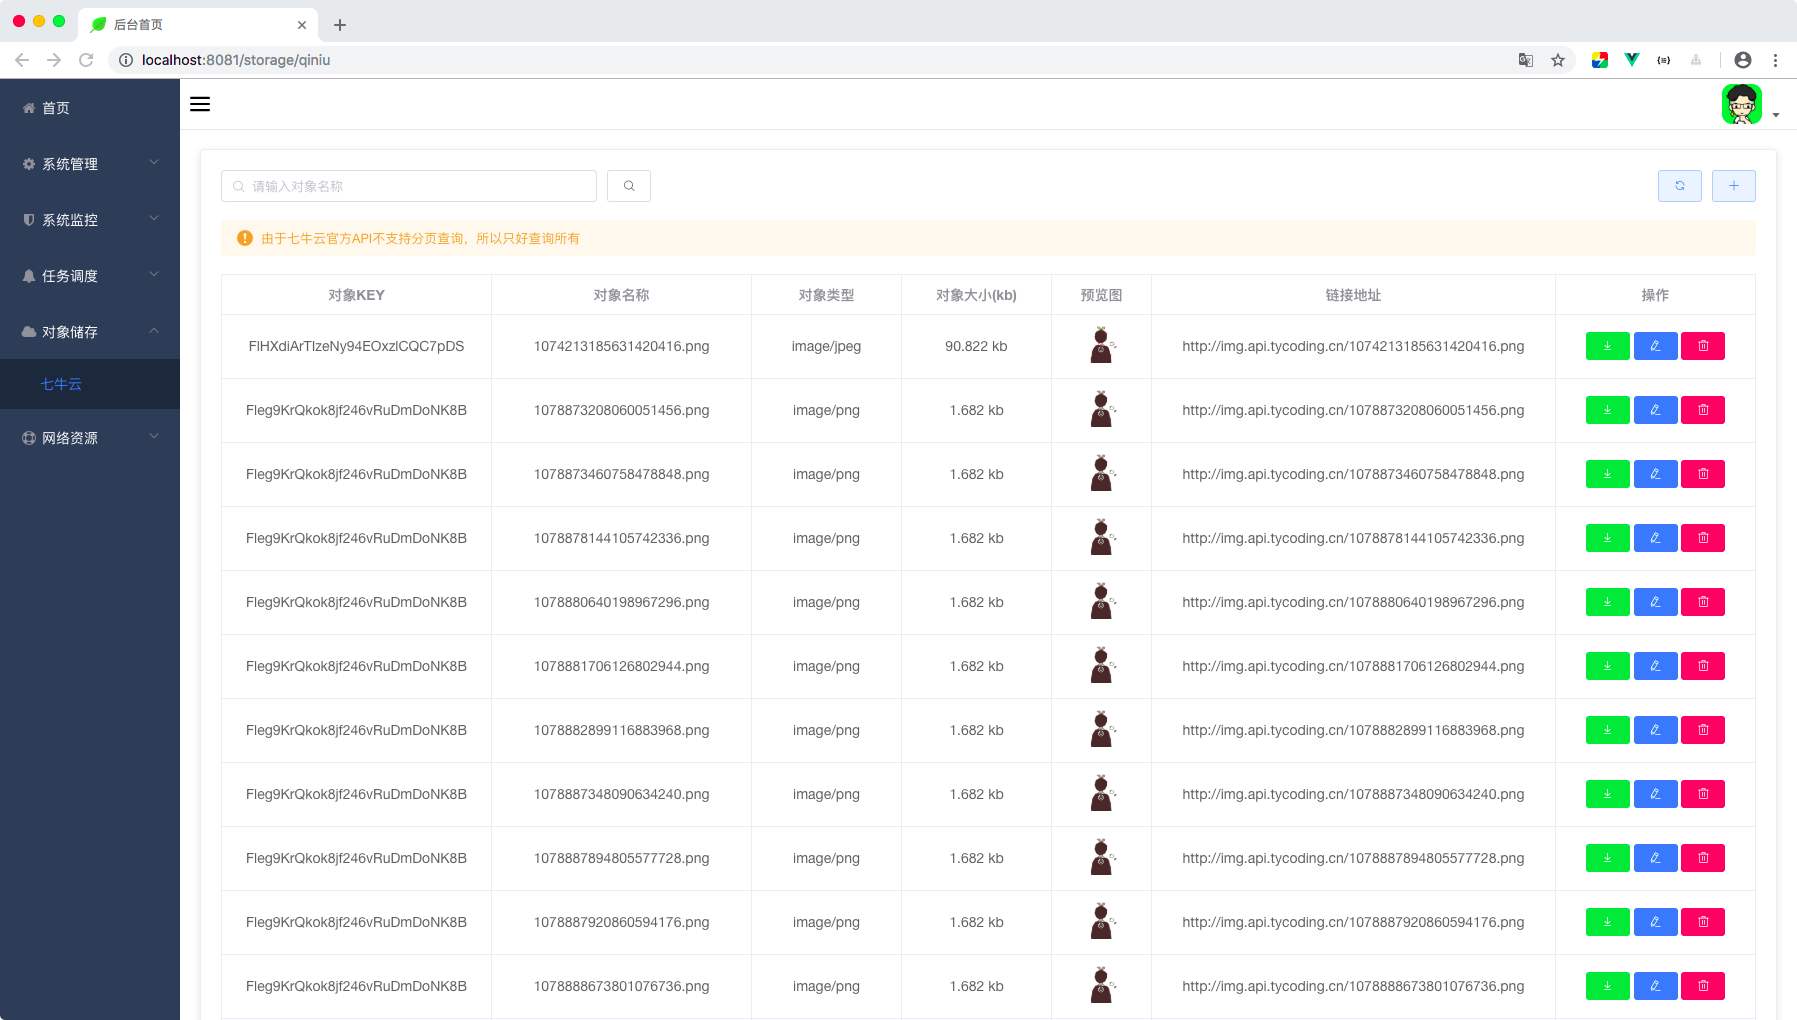 后台首页
localhost:8081/storage/qiniu
首页
系统管理
系统监控
任务调度
对象储存
七牛云
网络资源
请输入对象名称
由于七牛云官方API不支持分页查询，所以只好查询所有
对象KEY 对象名称 对象类型 对象大小(kb) 预览图 链接地址 操作
FlHXdiArTlzeNy94EOxzlCQC7pDS 1074213185631420416.png image/jpeg 90.822 kb http://img.api.tycoding.cn/1074213185631420416.png
Fleg9KrQkok8jf246vRuDmDoNK8B 1078873208060051456.png image/png 1.682 kb http://img.api.tycoding.cn/1078873208060051456.png
Fleg9KrQkok8jf246vRuDmDoNK8B 1078873460758478848.png image/png 1.682 kb http://img.api.tycoding.cn/1078873460758478848.png
Fleg9KrQkok8jf246vRuDmDoNK8B 1078878144105742336.png image/png 1.682 kb http://img.api.tycoding.cn/1078878144105742336.png
Fleg9KrQkok8jf246vRuDmDoNK8B 1078880640198967296.png image/png 1.682 kb http://img.api.tycoding.cn/1078880640198967296.png
Fleg9KrQkok8jf246vRuDmDoNK8B 1078881706126802944.png image/png 1.682 kb http://img.api.tycoding.cn/1078881706126802944.png
Fleg9KrQkok8jf246vRuDmDoNK8B 1078882899116883968.png image/png 1.682 kb http://img.api.tycoding.cn/1078882899116883968.png
Fleg9KrQkok8jf246vRuDmDoNK8B 1078887348090634240.png image/png 1.682 kb http://img.api.tycoding.cn/1078887348090634240.png
Fleg9KrQkok8jf246vRuDmDoNK8B 1078887894805577728.png image/png 1.682 kb http://img.api.tycoding.cn/1078887894805577728.png
Fleg9KrQkok8jf246vRuDmDoNK8B 1078887920860594176.png image/png 1.682 kb http://img.api.tycoding.cn/1078887920860594176.png
Fleg9KrQkok8jf246vRuDmDoNK8B 1078888673801076736.png image/png 1.682 kb http://img.api.tycoding.cn/1078888673801076736.png